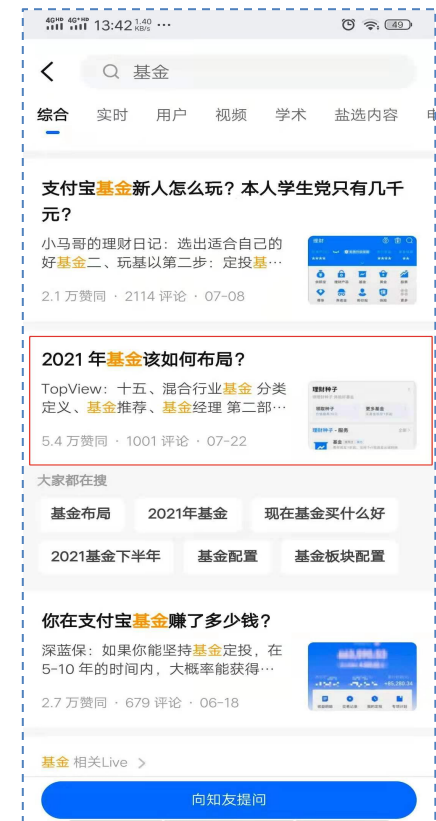 4GHD 4G+HD 13:42 1.40 KB/s ··· 49
基金
综合 实时 用户 视频 学术 盐选内容
支付宝基金新人怎么玩？本人学生党只有几千
元？
小马哥的理财日记：选出适合自己的
好基金二、玩基以第二步：定投基…
2.1 万赞同 · 2114 评论 · 07-08
2021 年基金该如何布局？
TopView：十五、混合行业基金 分类
定义、基金推荐、基金经理 第二部…
理财种子
理财种子 - 服务
5.4 万赞同 · 1001 评论 · 07-22
大家都在搜
基金布局 2021年基金 现在基金买什么好
2021基金下半年 基金配置 基金板块配置
你在支付宝基金赚了多少钱？
深蓝保：如果你能坚持基金定投，在
5-10 年的时间内，大概率能获得…
2.7 万赞同 · 679 评论 · 06-18
基金 相关Live >
向知友提问